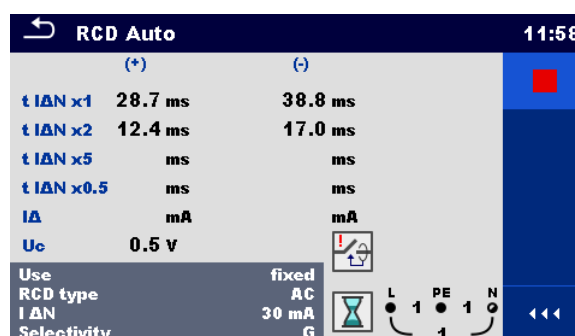 RCD Auto 11:58
(+) (-)
t IΔN x1 28.7 ms 38.8 ms
t IΔN x2 12.4 ms 17.0 ms
t IΔN x5 ms ms
t IΔN x0.5 ms ms
IΔ mA mA
Uc 0.5 V
Use fixed
RCD type AC
I ΔN 30 mA
Selectivity G
L PE N
1 1
1